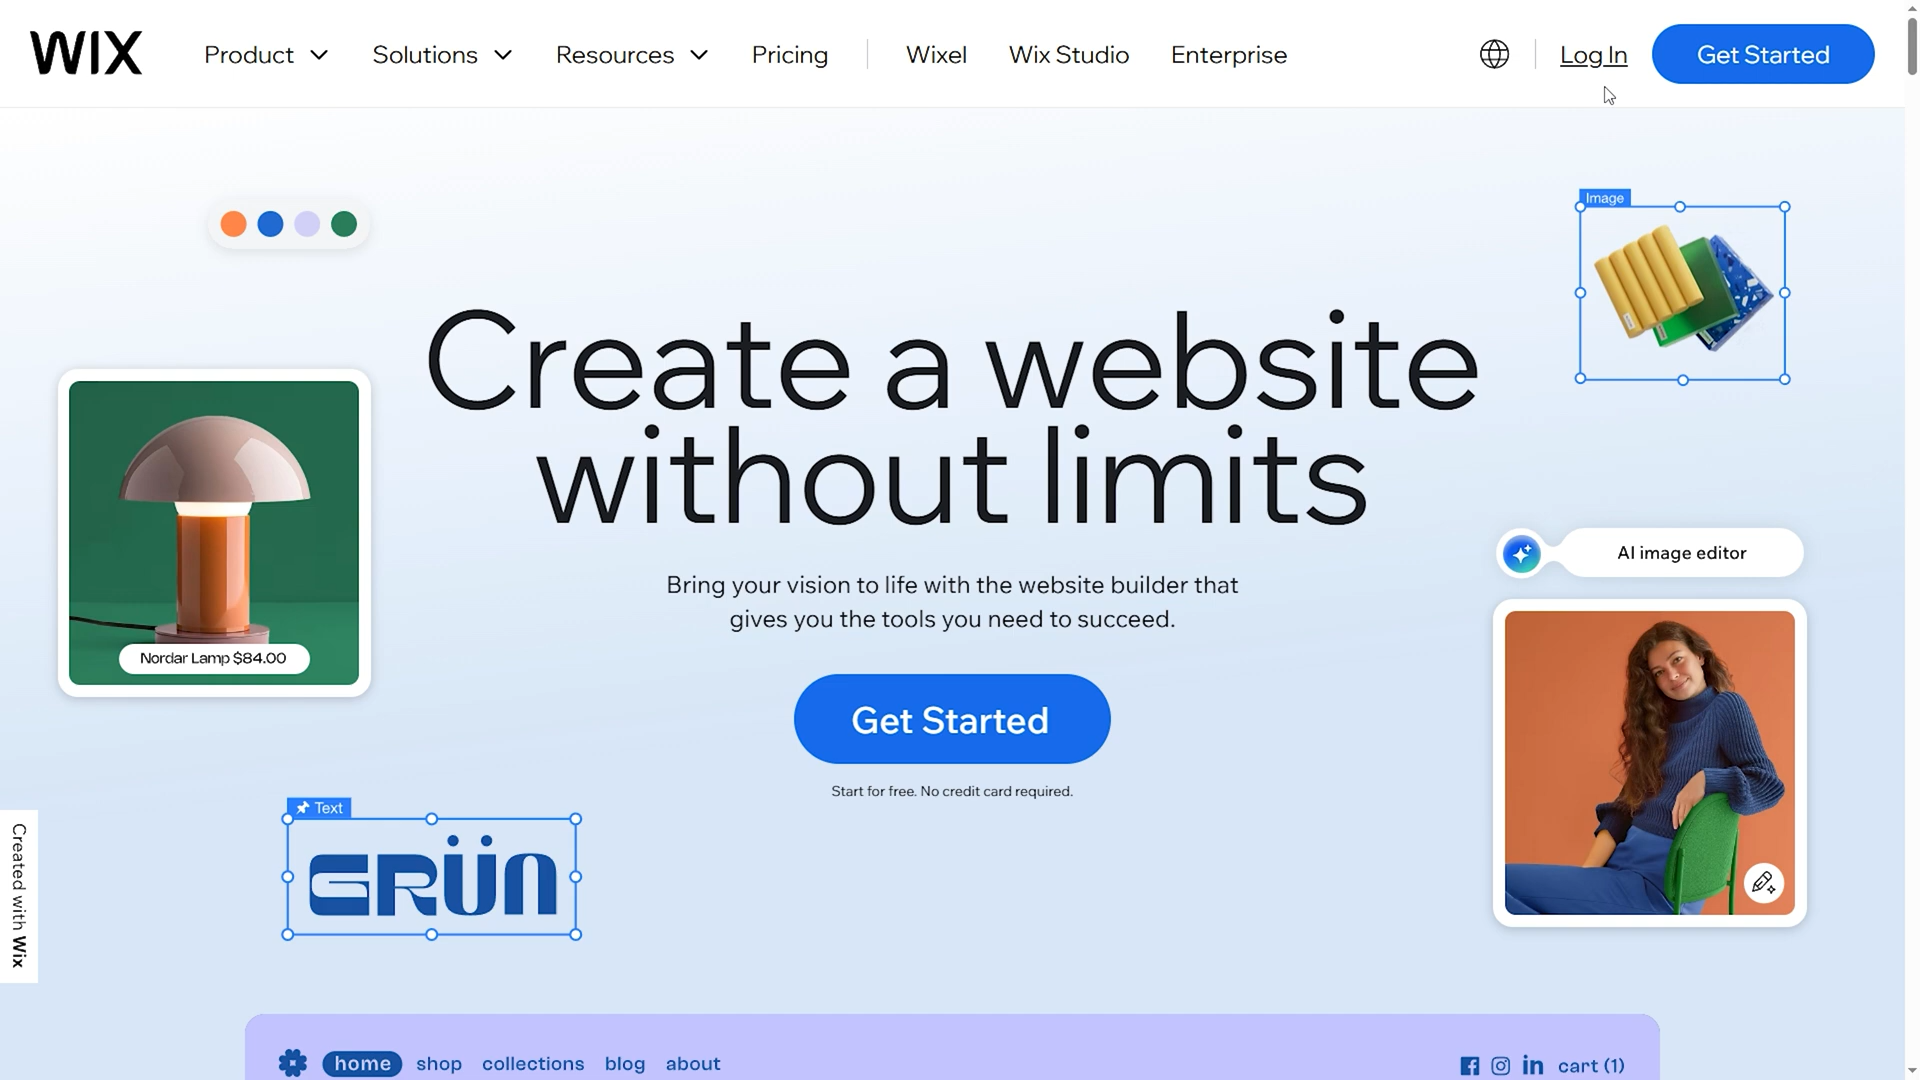 WIX
Product
Solutions
Resources
Pricing
Wixel
Wix Studio
Enterprise
Log In
Get Started
Image
Create a website
without limits
Nordar Lamp $84.00
AI image editor
Bring your vision to life with the website builder that
gives you the tools you need to succeed.
Get Started
Start for free. No credit card required.
Text
GRÜN
Created with Wix
home
shop
collections
blog
about
cart (1)